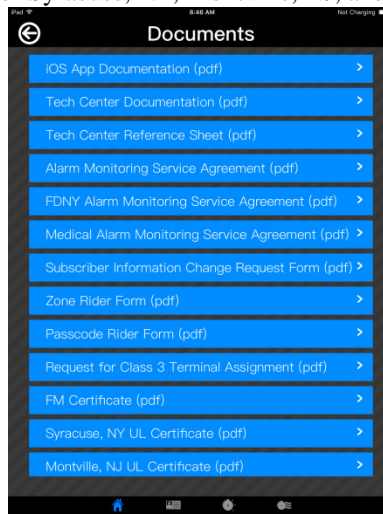 iPad
8:46 AM
Not Charging
Documents
iOS App Documentation (pdf)
Tech Center Documentation (pdf)
Tech Center Reference Sheet (pdf)
Alarm Monitoring Service Agreement (pdf)
FDNY Alarm Monitoring Service Agreement (pdf)
Medical Alarm Monitoring Service Agreement (pdf)
Subscriber Information Change Request Form (pdf)
Zone Rider Form (pdf)
Passcode Rider Form (pdf)
Request for Class 3 Terminal Assignment (pdf)
FM Certificate (pdf)
Syracuse, NY UL Certificate (pdf)
Montville, NJ UL Certificate (pdf)